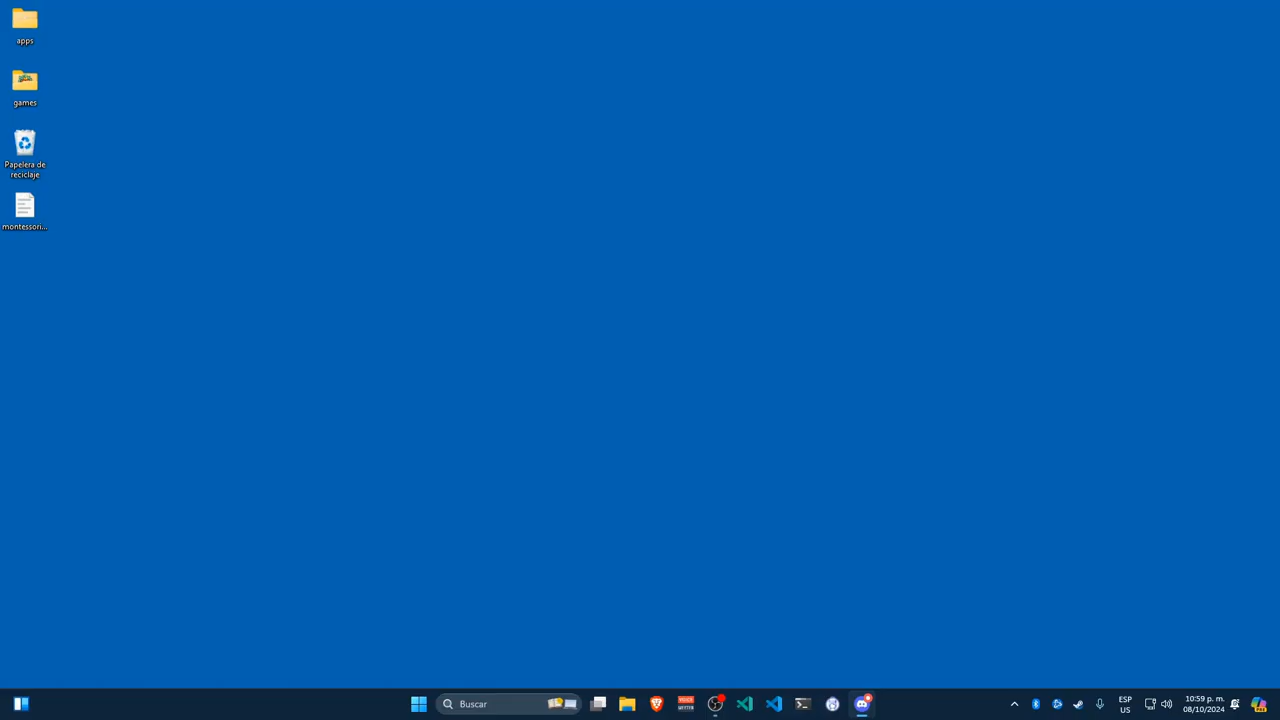 apps
games
Papelera de
reciclaje
montessori...
Buscar
ESP
US
10:59 p. m.
08/10/2024